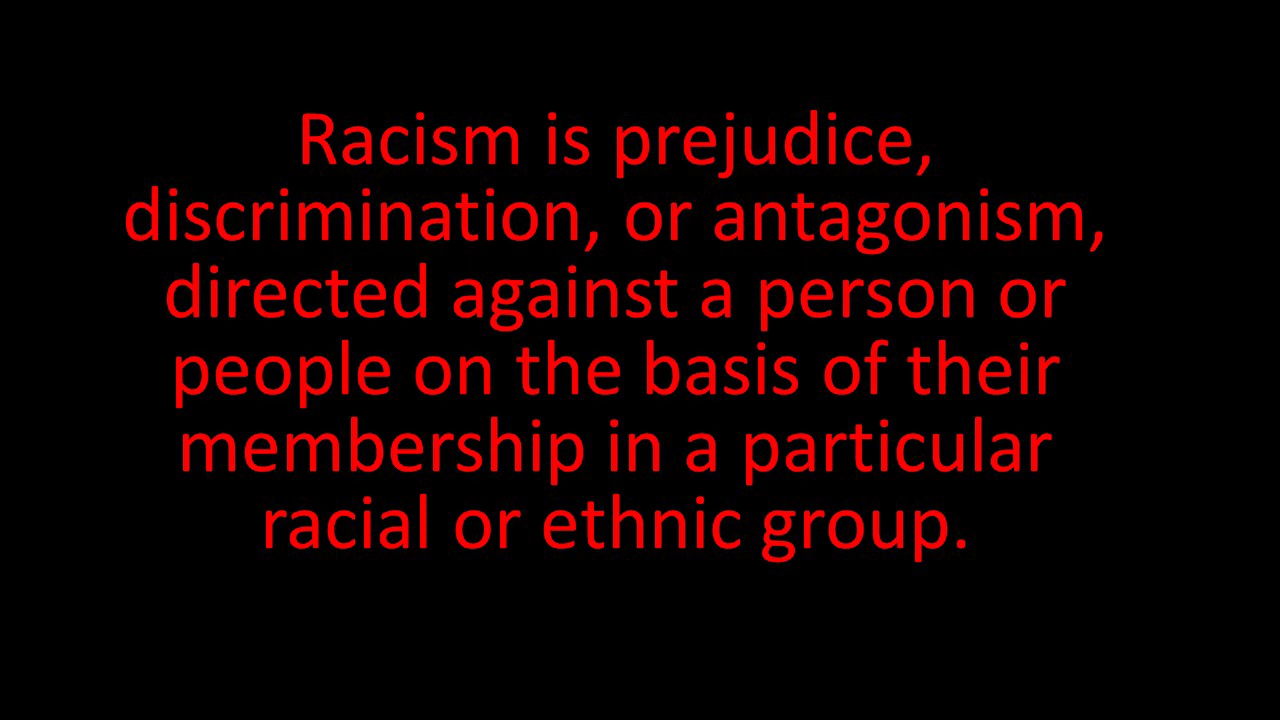 Racism is prejudice,
discrimination, or antagonism,
directed against a person or
people on the basis of their
membership in a particular
racial or ethnic group.